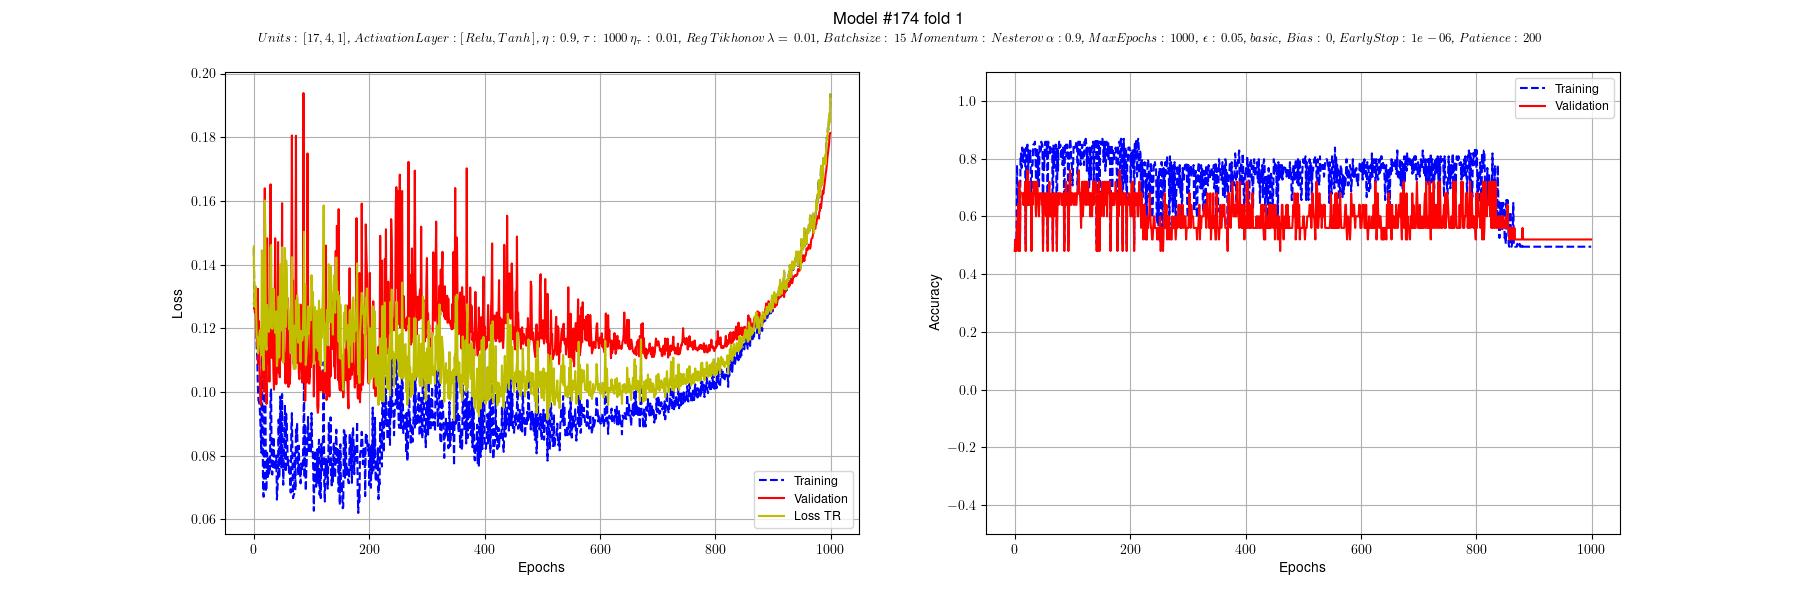 Model #174 fold 1
Units : [17, 4, 1], ActivationLayer : [Relu, Tanh], η : 0.9, τ : 1000 ητ : 0.01, Reg Tikhonov λ = 0.01, Batchsize : 15 Momentum : Nesterov α : 0.9, MaxEpochs : 1000, ϵ : 0.05, basic, Bias : 0, EarlyStop : 1e − 06, Patience : 200
0.20
0.18
0.16
0.14
0.12
0.10
0.08
0.06
Loss
0 200 400 600 800 1000
Epochs
Training
Validation
Loss TR
1.0
0.8
0.6
0.4
0.2
0.0
−0.2
−0.4
Accuracy
0 200 400 600 800 1000
Epochs
Training
Validation